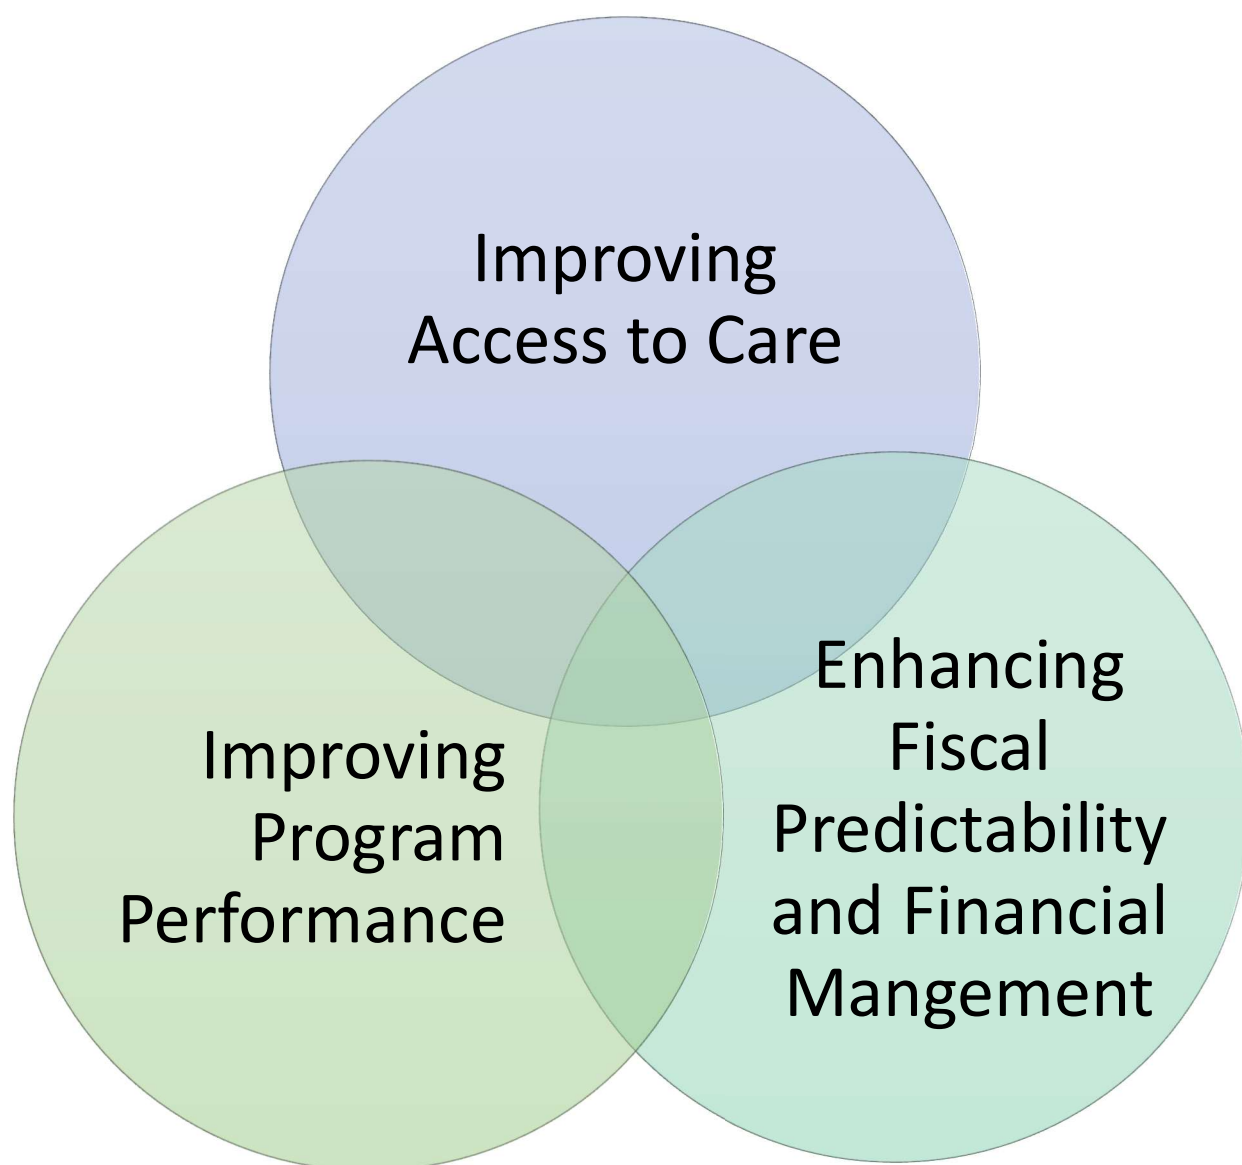 Improving
Access to Care
Improving
Program
Performance
Enhancing
Fiscal
Predictability
and Financial
Mangement